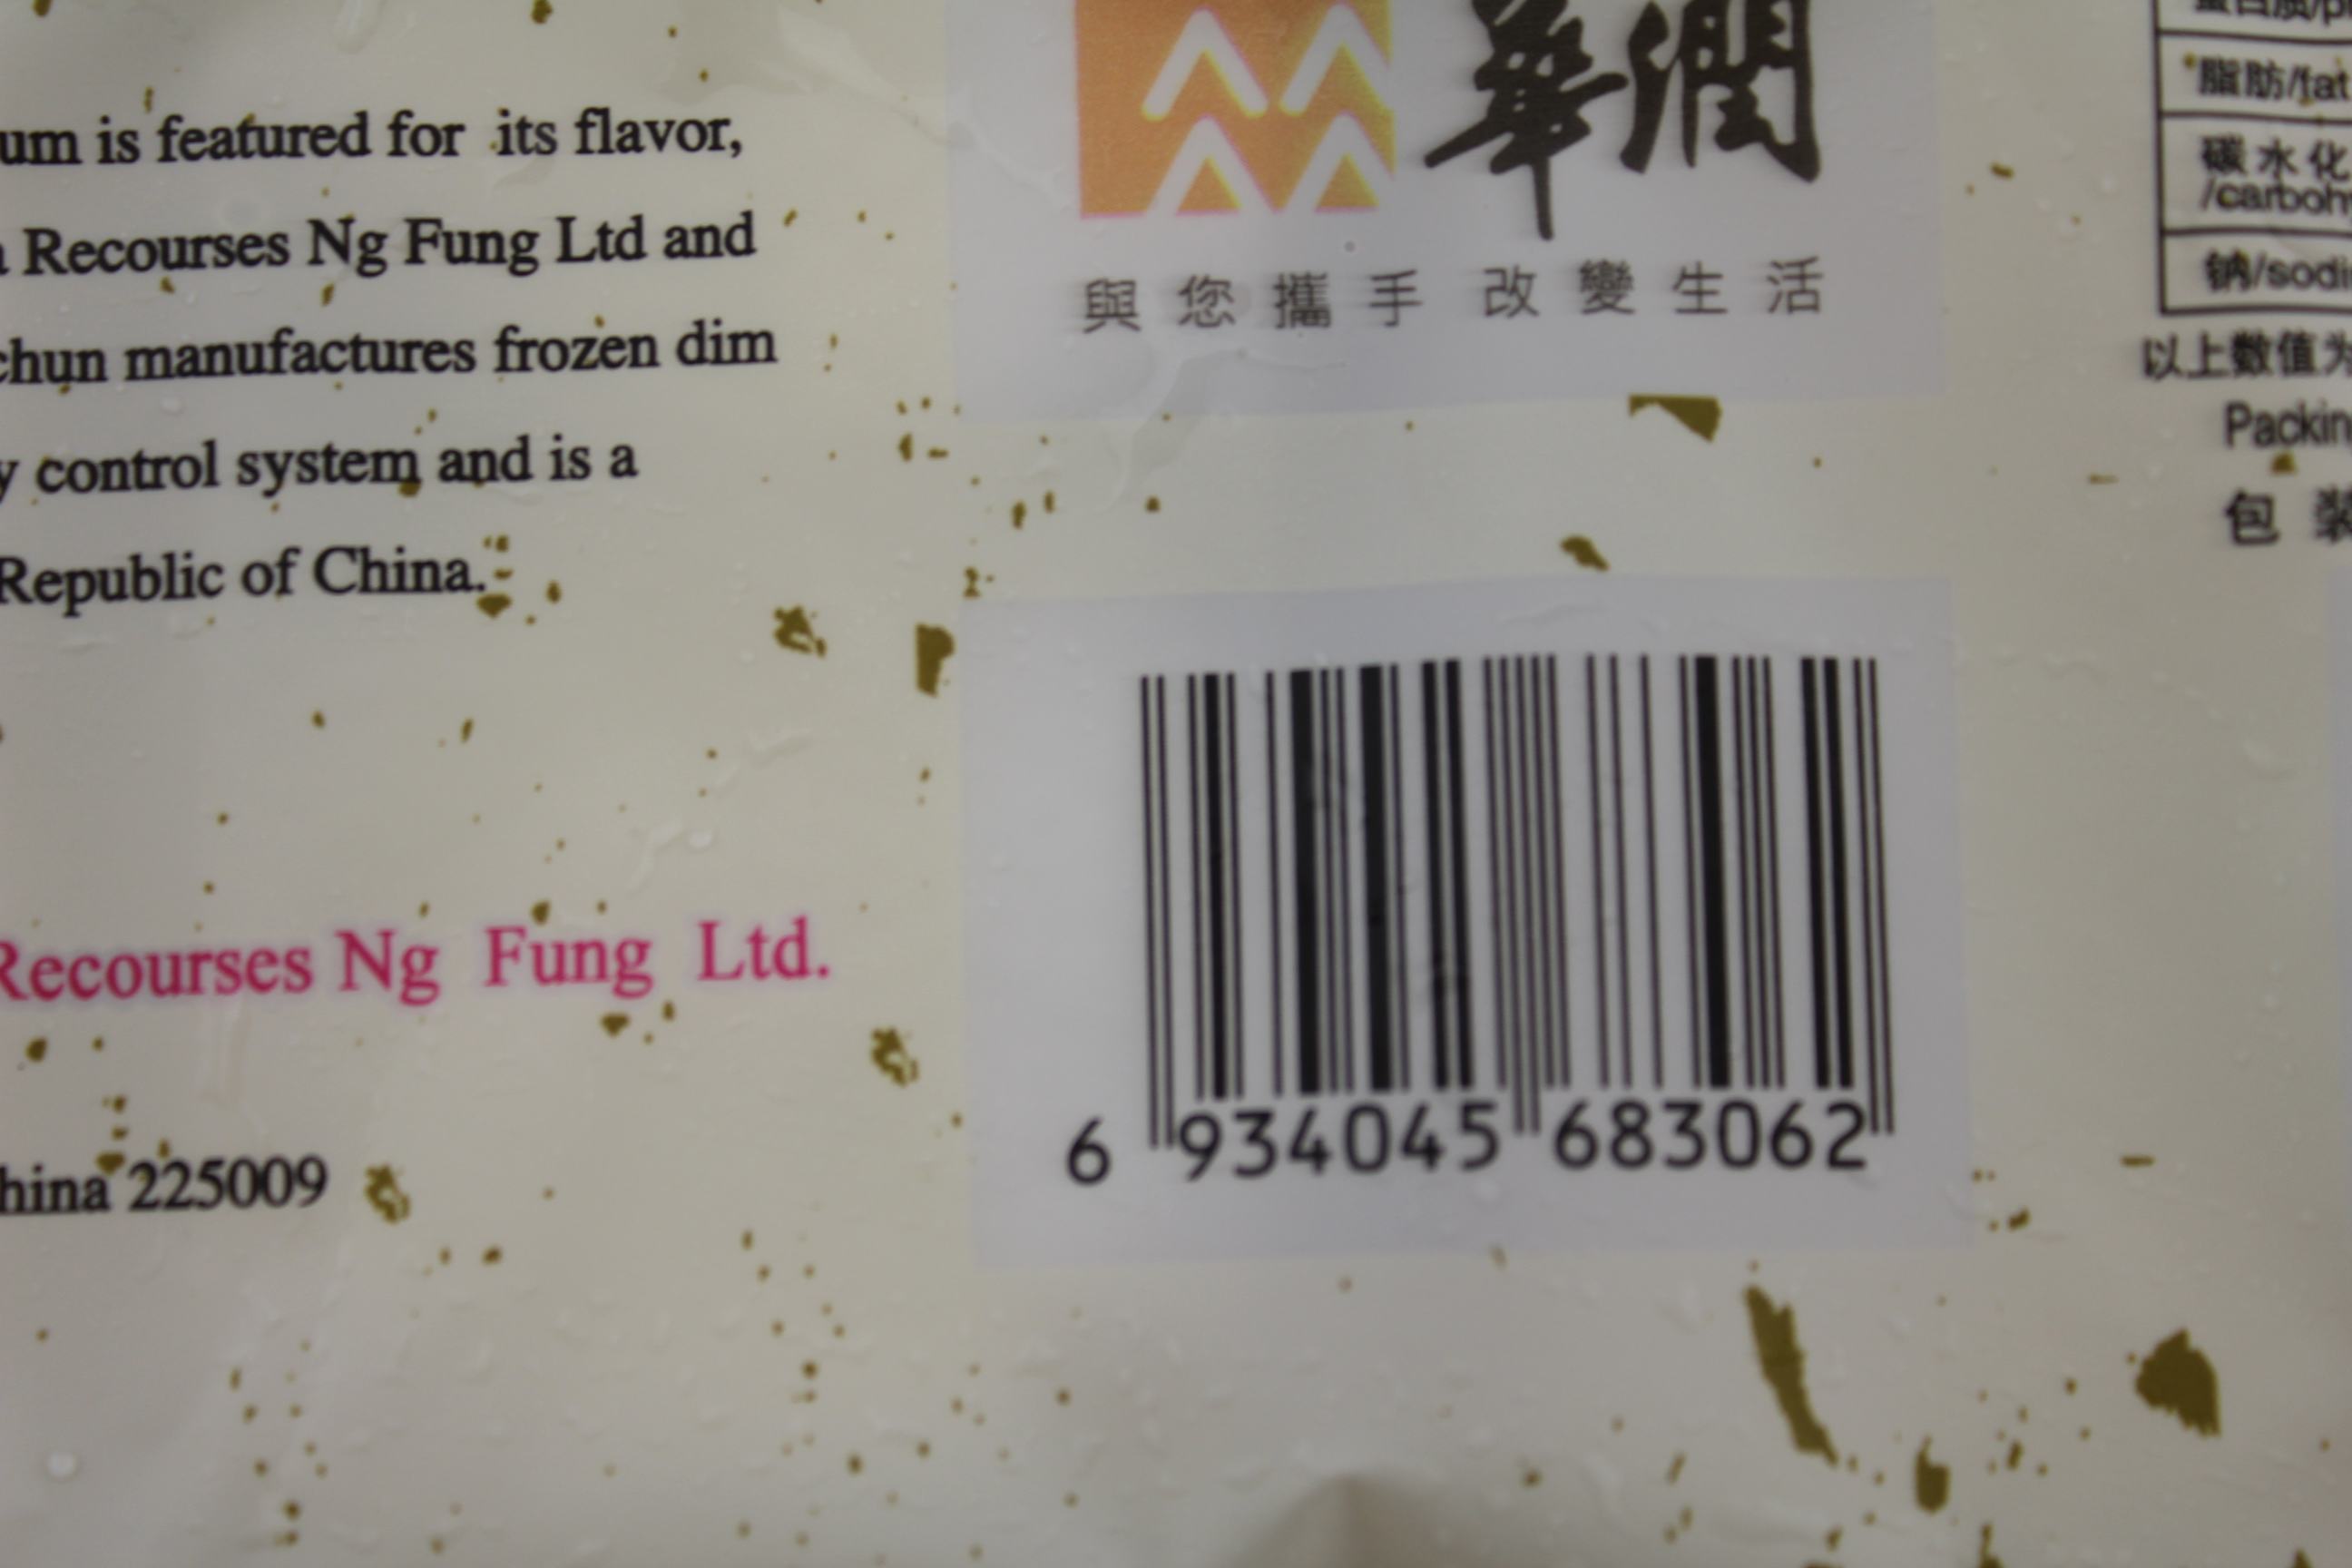 um is featured for its flavor,
Recourses Ng Fung Ltd and
chun manufactures frozen dim
y control system and is a
Republic of China.
Recourses Ng Fung Ltd.
hina 225009
華潤
與您攜手 改變生活
6 934045 683062
脂肪/fat
碳水化
/carboh
钠/sodi
以上数值为
Packin
包 装